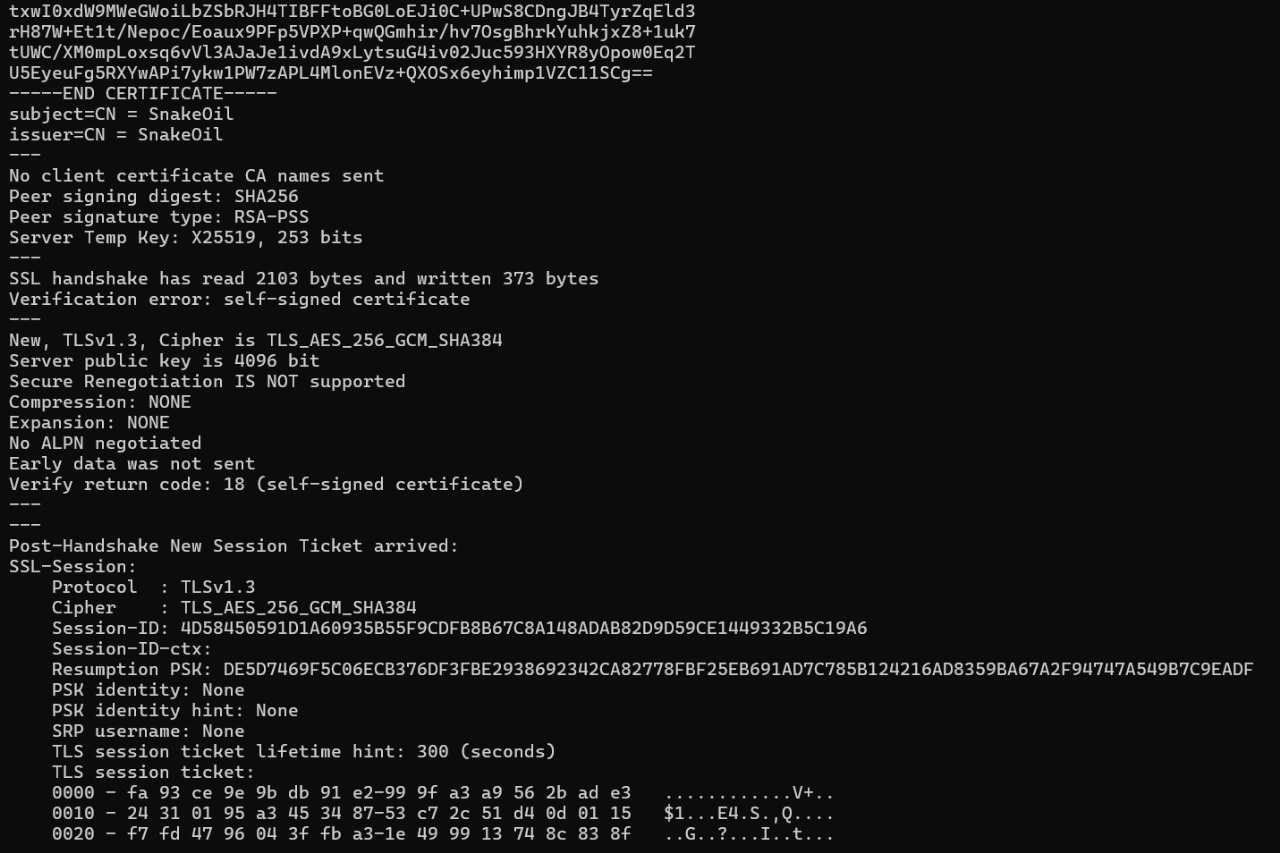 txwI0xdW9MWeGWoiLbZSbRJH4TIBFFtoBG0LoEJi0C+UPwS8CDngJB4TyrZqEld3
rH87W+Et1t/Nepoc/Eoaux9PFp5VPXP+qwQGmhir/hv7OsgBhrkYuhkjxZ8+1uk7
tUWC/XM0mpLoxsq6vVl3AJaJe1ivdA9xLytsuG4iv02Juc593HXYR8yOpow0Eq2T
U5EyeuFg5RXYwAPi7ykw1PW7zAPL4MlonEVz+QXOSx6eyhimp1VZC11SCg==
-----END CERTIFICATE-----
subject=CN = SnakeOil
issuer=CN = SnakeOil
---
No client certificate CA names sent
Peer signing digest: SHA256
Peer signature type: RSA-PSS
Server Temp Key: X25519, 253 bits
---
SSL handshake has read 2103 bytes and written 373 bytes
Verification error: self-signed certificate
---
New, TLSv1.3, Cipher is TLS_AES_256_GCM_SHA384
Server public key is 4096 bit
Secure Renegotiation IS NOT supported
Compression: NONE
Expansion: NONE
No ALPN negotiated
Early data was not sent
Verify return code: 18 (self-signed certificate)
---
---
Post-Handshake New Session Ticket arrived:
SSL-Session:
    Protocol  : TLSv1.3
    Cipher    : TLS_AES_256_GCM_SHA384
    Session-ID: 4D58450591D1A60935B55F9CDFB8B67C8A148ADAB82D9D59CE1449332B5C19A6
    Session-ID-ctx:
    Resumption PSK: DE5D7469F5C06ECB376DF3FBE2938692342CA82778FBF25EB691AD7C785B124216AD8359BA67A2F94747A549B7C9EADF
    PSK identity: None
    PSK identity hint: None
    SRP username: None
    TLS session ticket lifetime hint: 300 (seconds)
    TLS session ticket:
    0000 - fa 93 ce 9e 9b db 91 e2-99 9f a3 a9 56 2b ad e3   ............V+..
    0010 - 24 31 01 95 a3 45 34 87-53 c7 2c 51 d4 0d 01 15   $1...E4.S.,Q....
    0020 - f7 fd 47 96 04 3f fb a3-1e 49 99 13 74 8c 83 8f   ..G..?...I..t...